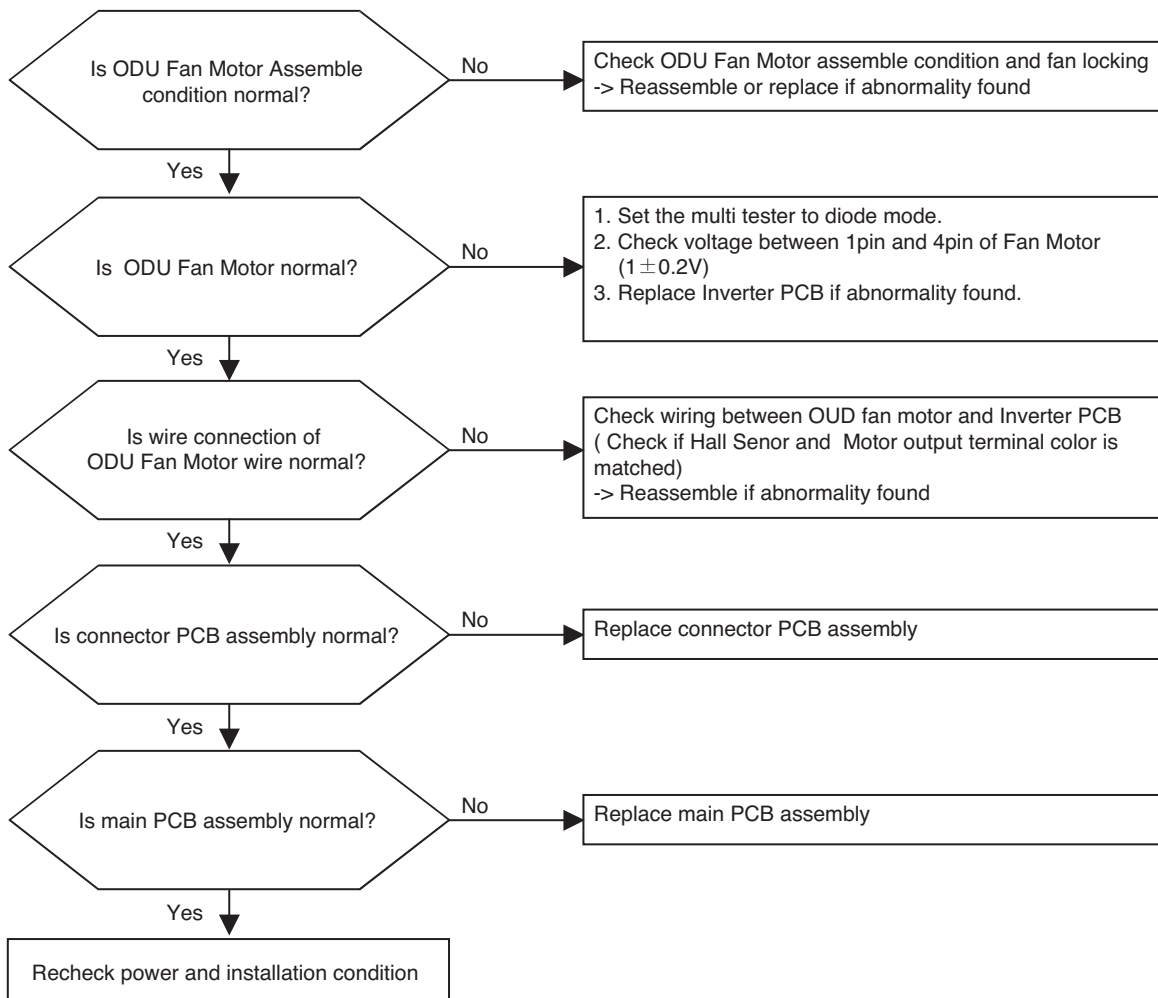 Is ODU Fan Motor Assemble
condition normal?
No
Check ODU Fan Motor assemble condition and fan locking
-> Reassemble or replace if abnormality found
Yes
Is ODU Fan Motor normal?
No
1. Set the multi tester to diode mode.
2. Check voltage between 1pin and 4pin of Fan Motor
(1±0.2V)
3. Replace Inverter PCB if abnormality found.
Yes
Is wire connection of
ODU Fan Motor wire normal?
No
Check wiring between OUD fan motor and Inverter PCB
( Check if Hall Senor and Motor output terminal color is
matched)
-> Reassemble if abnormality found
Yes
Is connector PCB assembly normal?
No
Replace connector PCB assembly
Yes
Is main PCB assembly normal?
No
Replace main PCB assembly
Yes
Recheck power and installation condition